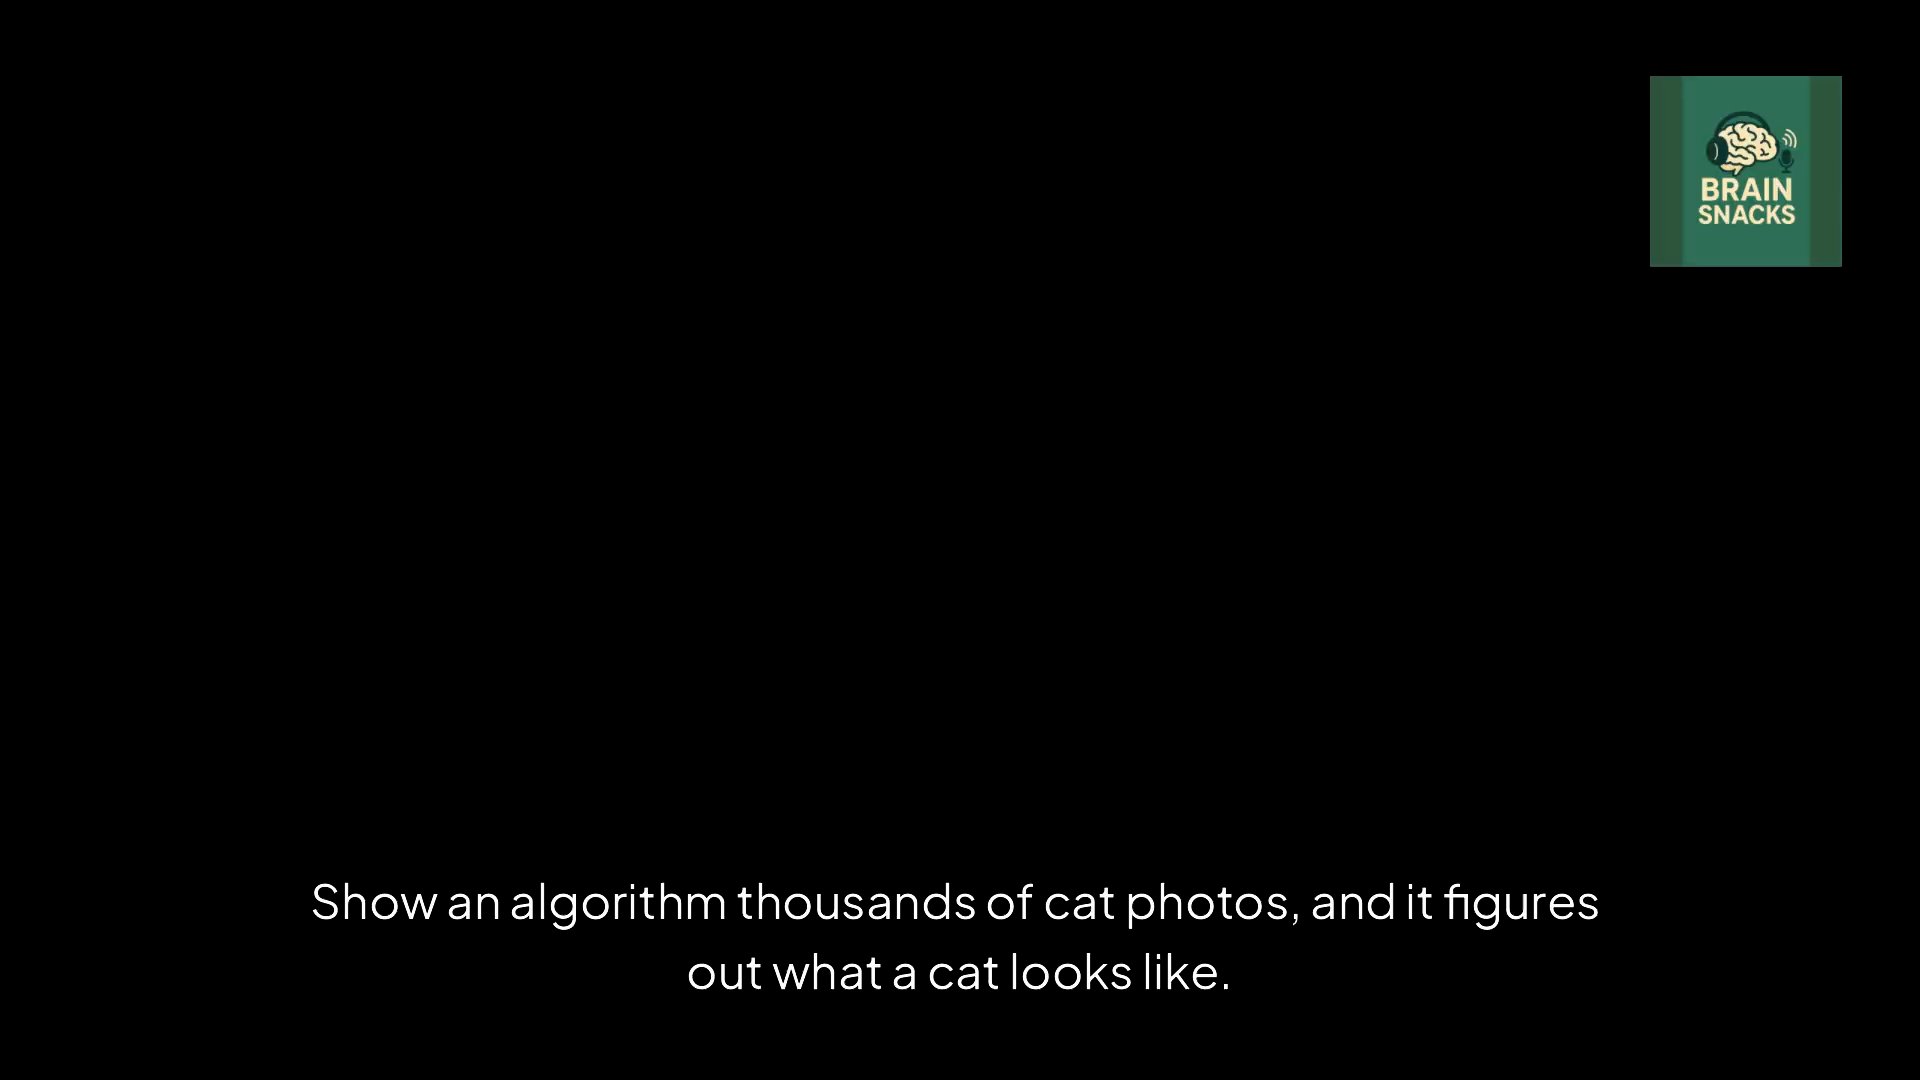 BRAIN
SNACKS
Show an algorithm thousands of cat photos, and it figures
out what a cat looks like.